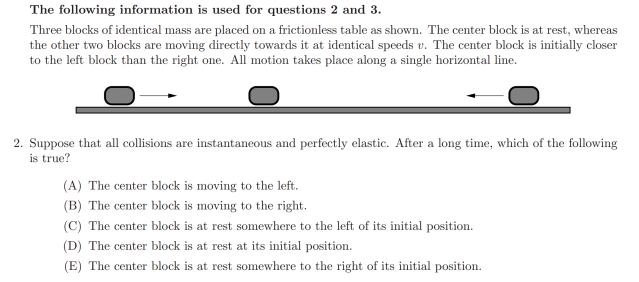 The following information is used for questions 2 and 3.
Three blocks of identical mass are placed on a frictionless table as shown. The center block is at rest, whereas
the other two blocks are moving directly towards it at identical speeds v. The center block is initially closer
to the left block than the right one. All motion takes place along a single horizontal line.
2. Suppose that all collisions are instantaneous and perfectly elastic. After a long time, which of the following
is true?
(A) The center block is moving to the left.
(B) The center block is moving to the right.
(C) The center block is at rest somewhere to the left of its initial position.
(D) The center block is at rest at its initial position.
(E) The center block is at rest somewhere to the right of its initial position.